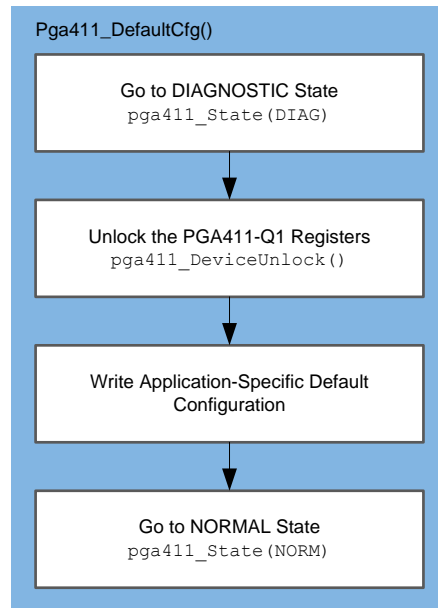 Pga411_DefaultCfg()
Go to DIAGNOSTIC State
pga411_State(DIAG)
Unlock the PGA411-Q1 Registers
pga411_DeviceUnlock()
Write Application-Specific Default
Configuration
Go to NORMAL State
pga411_State(NORM)